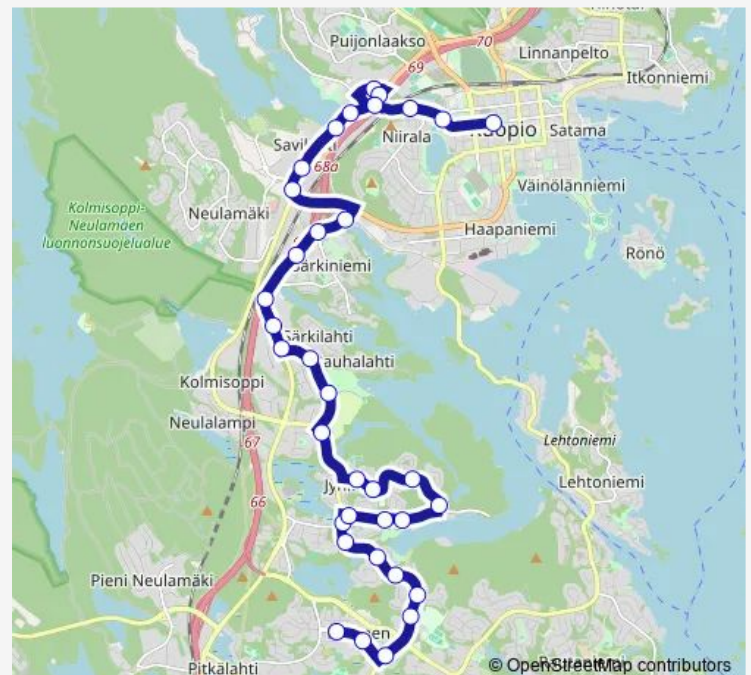 Puijonlaakso
70
Linnanpelto
69
Itkonniemi
Kuopio
Satama
Niirala
68a
Väinölänniemi
Neulamäki
Kolmisoppi-
Neulamäen
luonnonsuojelualue
Haapaniemi
Rönö
Särkiniemi
Särkilahti
Rauhalahti
Kolmisoppi
Neulalampi
67
Lehtoniemi
Lehtoniemi
66
Pieni Neulamäki
Pitkälahti
© OpenStreetMap contributors